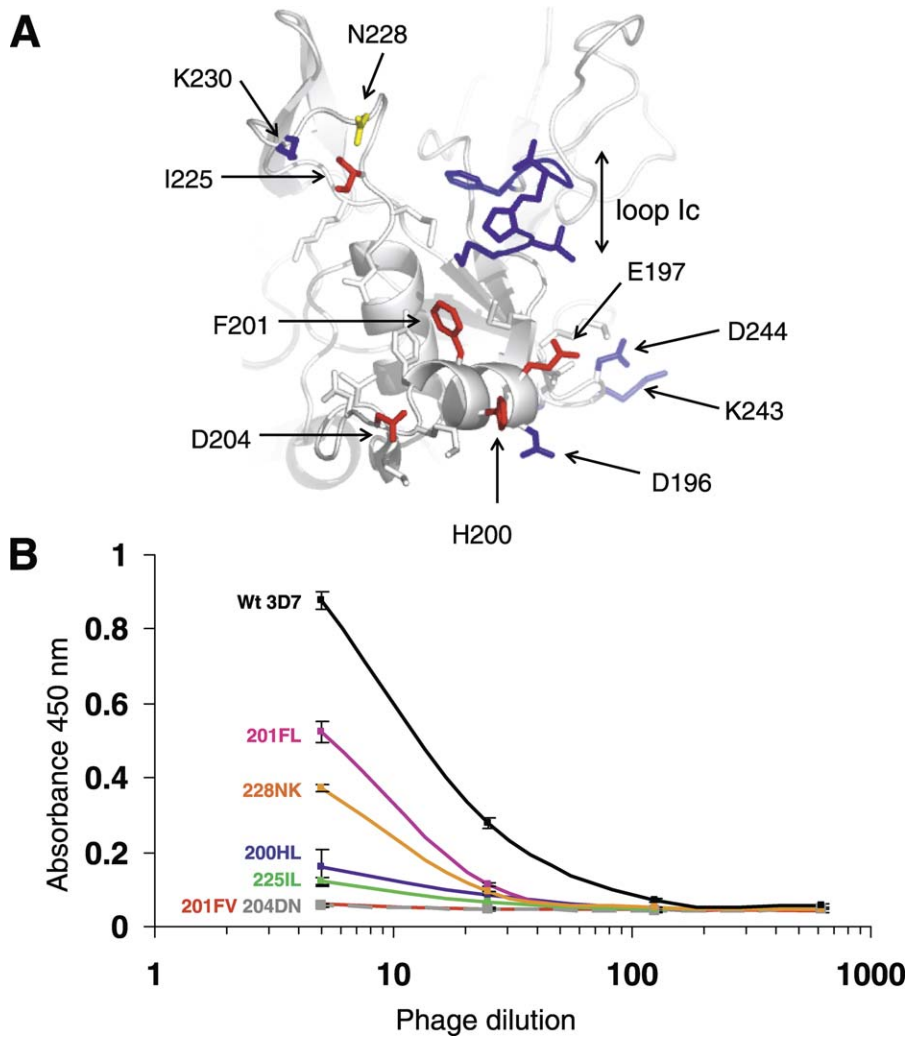 A
N228
K230
I225
loop Ic
E197
F201
D244
K243
D204
D196
H200
B
1
0.8
0.6
0.4
0.2
0
Absorbance 450 nm
Wt 3D7
201FL
228NK
200HL
225IL
201FV 204DN
1 10 100 1000
Phage dilution